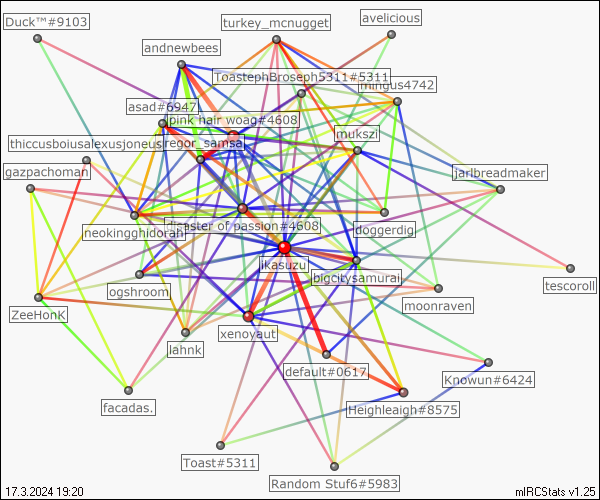 Duck™#9103
turkey_mcnugget
avelicious
andnewbees
ToastephBroseph5311#5311
mingus4742
asad#6947
pink hair woag#4608
mukszi
thiccusboiusalexusjoneus
regor_samsa
gazpachoman
jarlbreadmaker
neokingghidorah
disaster of passion#4608
doggerdig
ikasuzu
bigcitysamurai
tescoroll
ogshroom
moonraven
ZeeHonK
xenoyaut
lahnk
default#0617
Knowun#6424
facadas.
Heighleaigh#8575
Toast#5311
Random Stuf6#5983
17.3.2024 19:20
mIRCStats v1.25